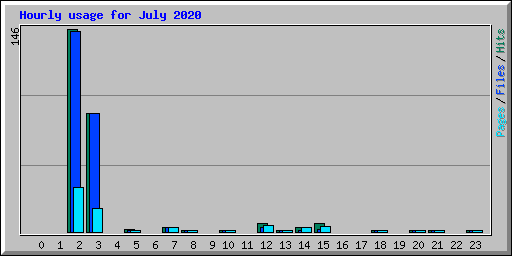 Hourly usage for July 2020
146
Pages/Files/Hits
0 1 2 3 4 5 6 7 8 9 10 11 12 13 14 15 16 17 18 19 20 21 22 23